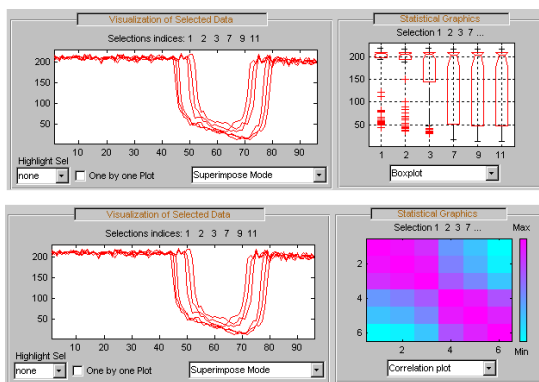 Visualization of Selected Data
Selections indices: 1 2 3 7 9 11
200
150
100
50
10 20 30 40 50 60 70 80 90
Highlight Sel
none
One by one Plot
Superimpose Mode
Statistical Graphics
Selection 1 2 3 7 ...
200
150
100
50
1 2 3 7 9 11
Boxplot
Visualization of Selected Data
Selections indices: 1 2 3 7 9 11
200
150
100
50
10 20 30 40 50 60 70 80 90
Highlight Sel
none
One by one Plot
Superimpose Mode
Statistical Graphics
Selection 1 2 3 7 ...
Max
2
4
6
2 4 6
Min
Correlation plot